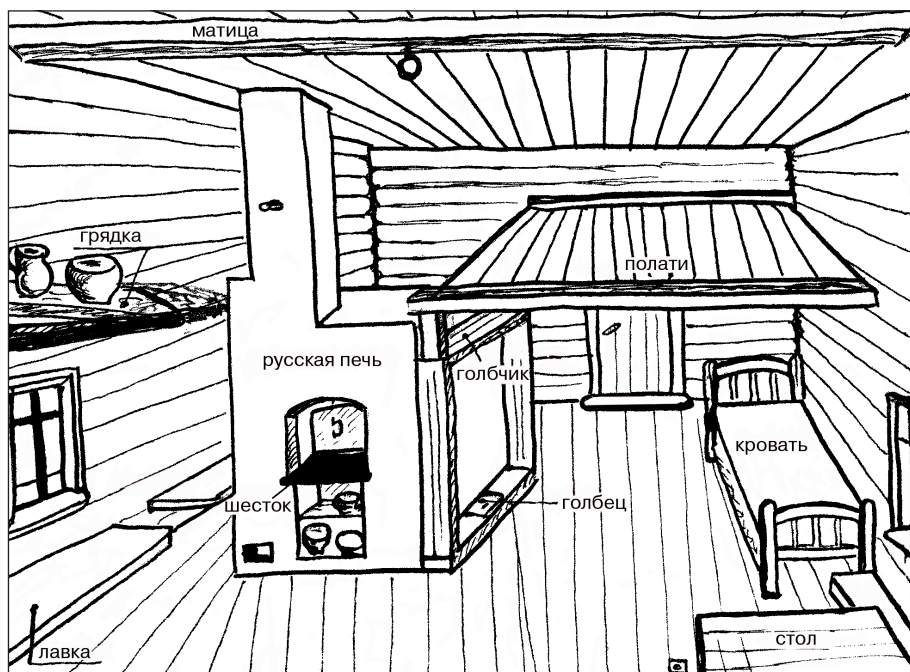 матица
грядка
полати
русская печь
голбчик
кровать
шесток
голбец
лавка
стол